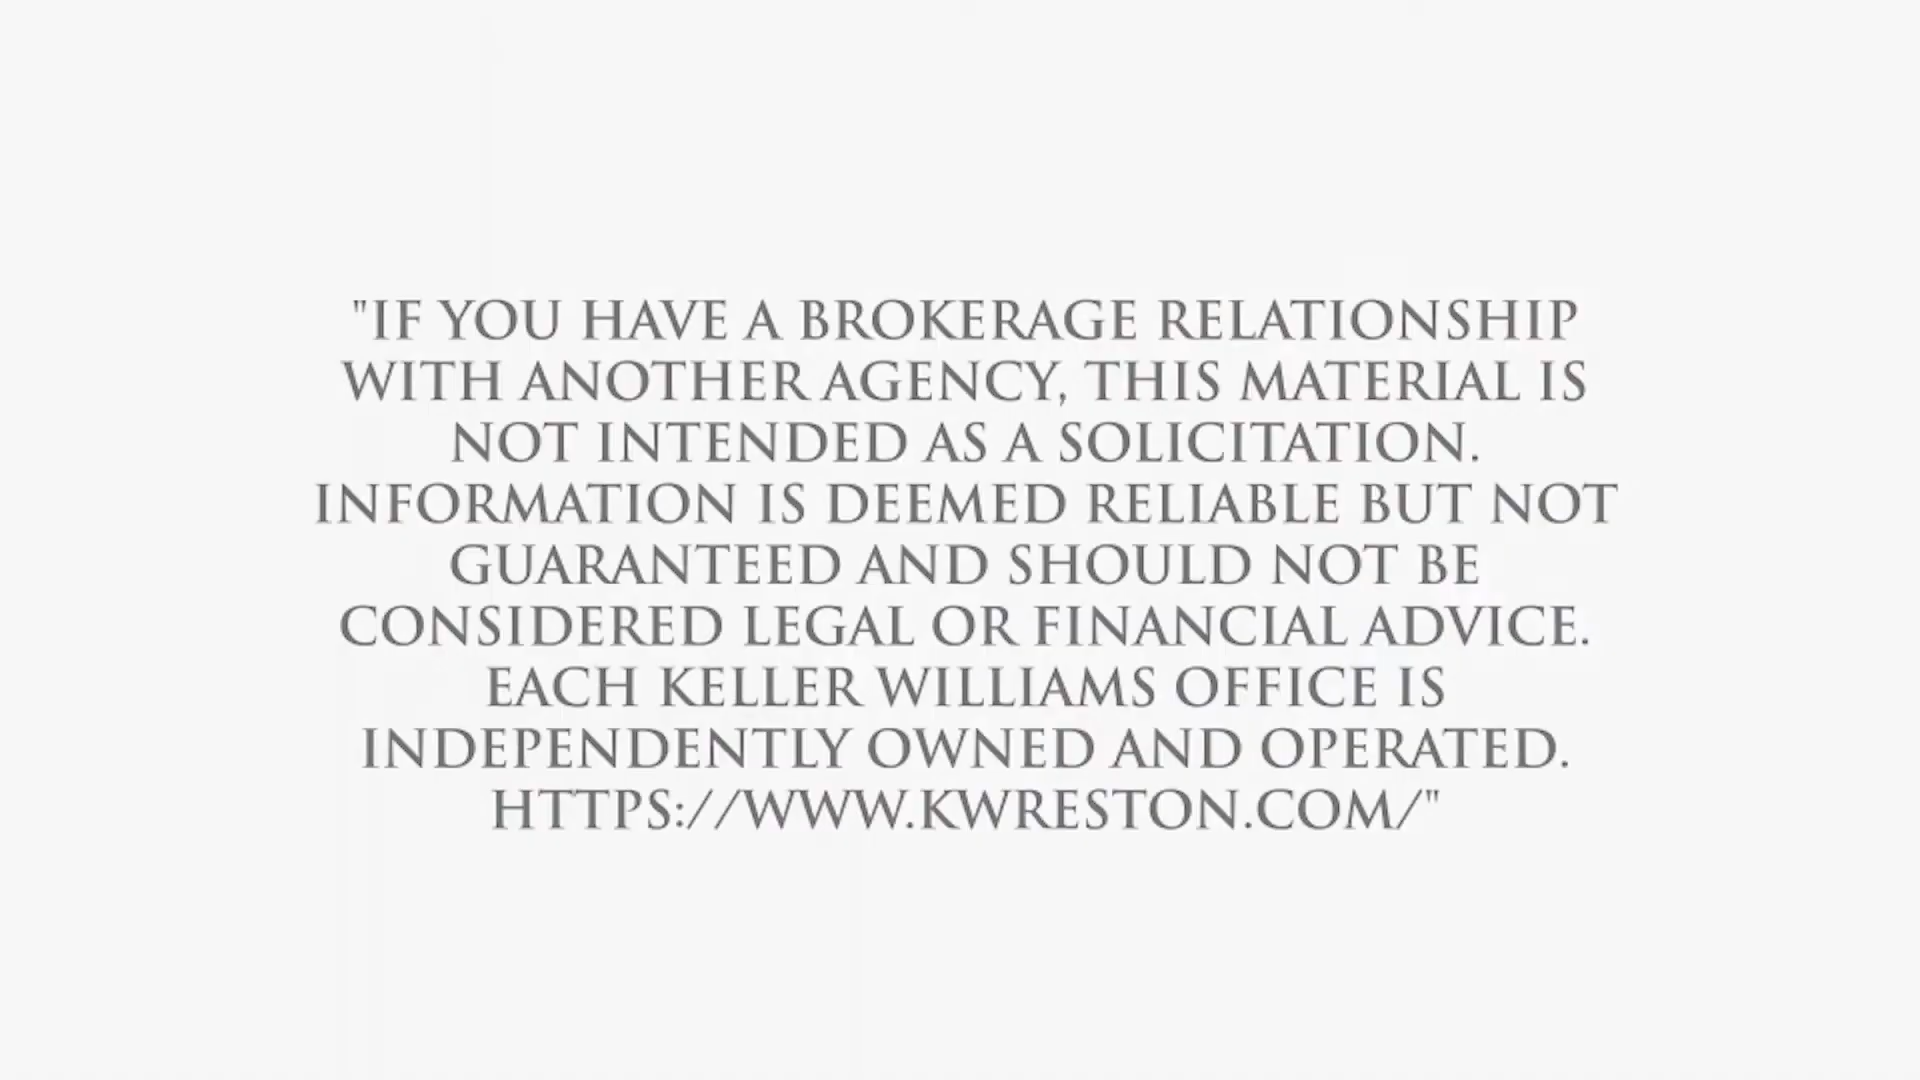 "IF YOU HAVE A BROKERAGE RELATIONSHIP
WITH ANOTHER AGENCY, THIS MATERIAL IS
NOT INTENDED AS A SOLICITATION.
INFORMATION IS DEEMED RELIABLE BUT NOT
GUARANTEED AND SHOULD NOT BE
CONSIDERED LEGAL OR FINANCIAL ADVICE.
EACH KELLER WILLIAMS OFFICE IS
INDEPENDENTLY OWNED AND OPERATED.
HTTPS://WWW.KWRESTON.COM/"